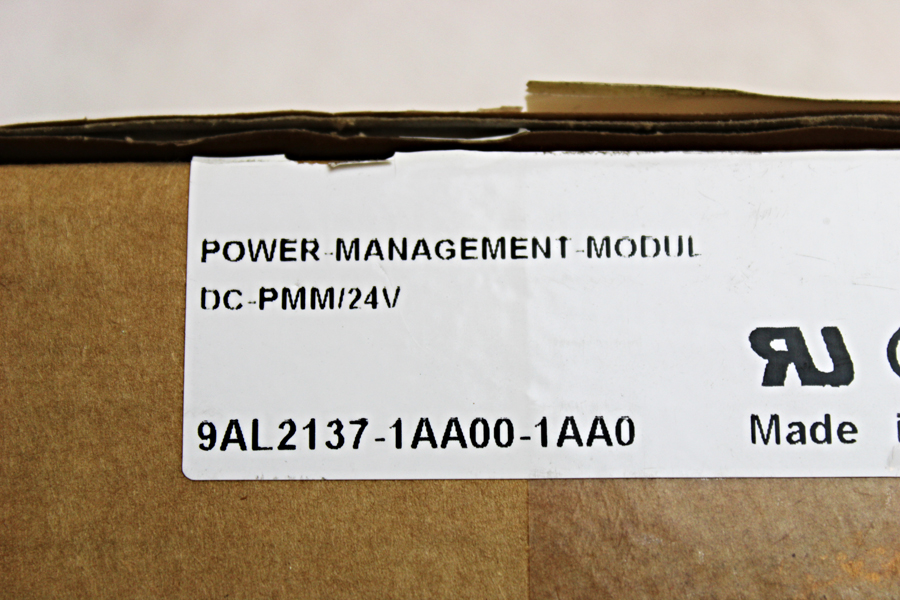 POWER-MANAGEMENT-MODUL
DC-PMM/24V
9AL2137-1AA00-1AA0
Made